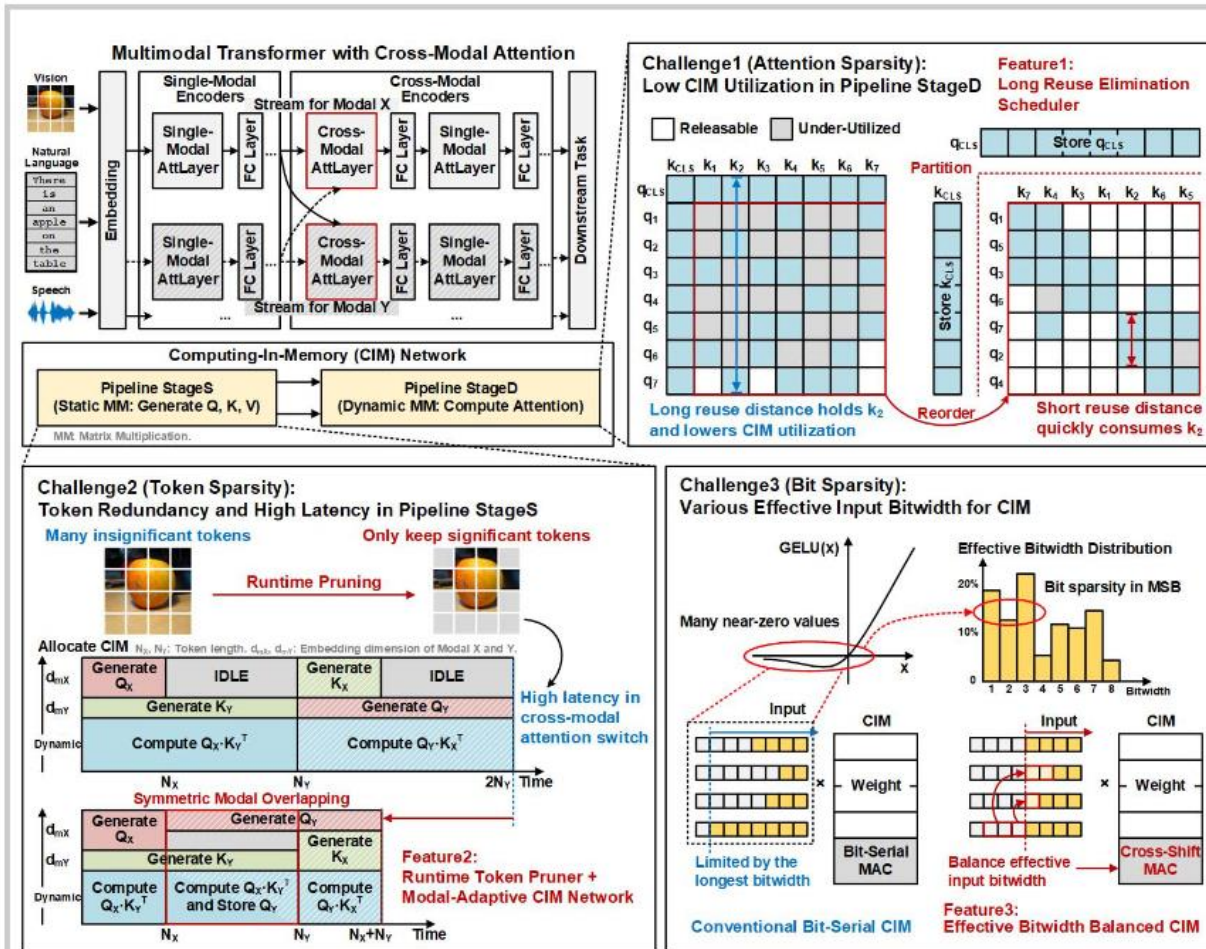 Multimodal Transformer with Cross-Modal Attention
Vision
Natural
Language
There
is
an
apple
on
the
table
Speech
Embedding
Single-Modal
Encoders
Cross-Modal
Encoders
Stream for Modal X
Single-
Modal
AttLayer
FC Layer
...
Cross-
Modal
AttLayer
FC Layer
Single-
Modal
AttLayer
FC Layer
...
Single-
Modal
AttLayer
FC Layer
...
Cross-
Modal
AttLayer
FC Layer
Single-
Modal
AttLayer
FC Layer
...
Stream for Modal Y
...
...
Downstream Task
Computing-In-Memory (CIM) Network
Pipeline StageS
(Static MM: Generate Q, K, V)
Pipeline StageD
(Dynamic MM: Compute Attention)
MM: Matrix Multiplication.
Challenge1 (Attention Sparsity):
Low CIM Utilization in Pipeline StageD
Feature1:
Long Reuse Elimination
Scheduler
Releasable
Under-Utilized
qCLS
Store qCLS
Partition
kCLS k1 k2 k3 k4 k5 k6 k7
qCLS
q1
q2
q3
q4
q5
q6
q7
kCLS
Store kCLS
k7 k4 k3 k1 k2 k6 k5
q1
q5
q3
q6
q7
q2
q4
Long reuse distance holds k2
and lowers CIM utilization
Reorder
Short reuse distance
quickly consumes k2
Challenge2 (Token Sparsity):
Token Redundancy and High Latency in Pipeline StageS
Many insignificant tokens
Only keep significant tokens
Runtime Pruning
Allocate CIM
NX, NY: Token length. dmX, dmY: Embedding dimension of Modal X and Y.
dmX
Generate
QX
IDLE
Generate
KX
IDLE
dmY
Generate KY
Generate QY
Dynamic
Compute QX·KY^T
Compute QY·KX^T
High latency in
cross-modal
attention switch
NX
NY
2NY
Time
Symmetric Modal Overlapping
dmX
Generate
QX
Generate QY
dmY
Generate KY
Generate
KX
Dynamic
Compute
QX·KY^T
Compute QX·KY^T
and Store QY
Compute
QY·KX^T
NX
NY
NX+NY
Time
Feature2:
Runtime Token Pruner +
Modal-Adaptive CIM Network
Challenge3 (Bit Sparsity):
Various Effective Input Bitwidth for CIM
GELU(x)
X
Many near-zero values
Effective Bitwidth Distribution
20%
10%
0
Bit sparsity in MSB
1 2 3 4 5 6 7 8
Bitwidth
Input
×
CIM
Weight
Bit-Serial
MAC
Limited by the
longest bitwidth
Conventional Bit-Serial CIM
Input
×
CIM
Weight
Cross-Shift
MAC
Balance effective
input bitwidth
Feature3:
Effective Bitwidth Balanced CIM